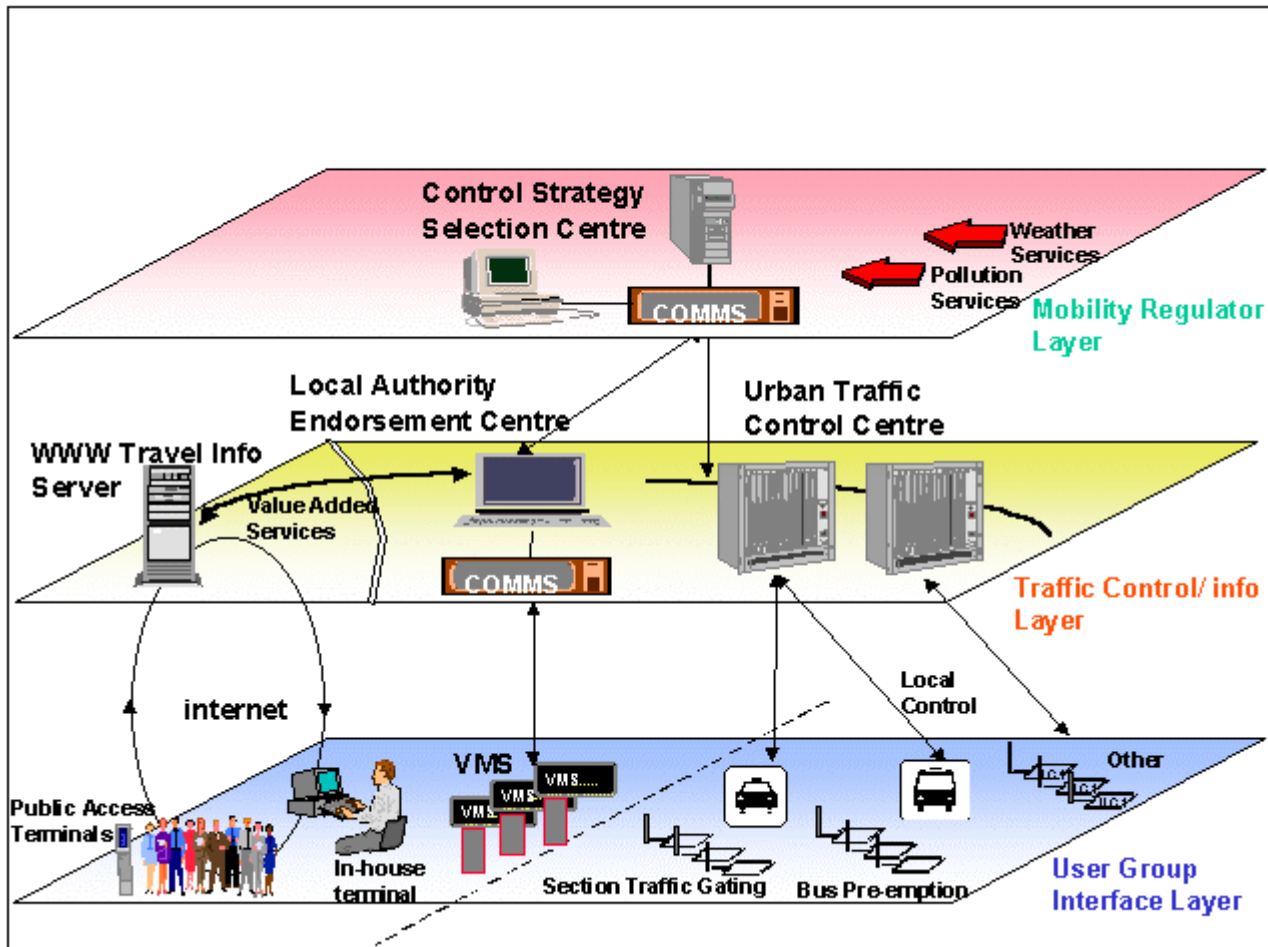 Control Strategy
Selection Centre
Weather
Services
Pollution
Services
COMMS
Mobility Regulator
Layer
Local Authority
Endorsement Centre
Urban Traffic
Control Centre
WWW Travel Info
Server
Value Added
Services
COMMS
Traffic Control/ info
Layer
internet
Local
Control
VMS
VMS.....
VMS..
VMS..
Other
Public Access
Terminals
In-house
terminal
Section Traffic Gating
Bus Pre-emption
User Group
Interface Layer